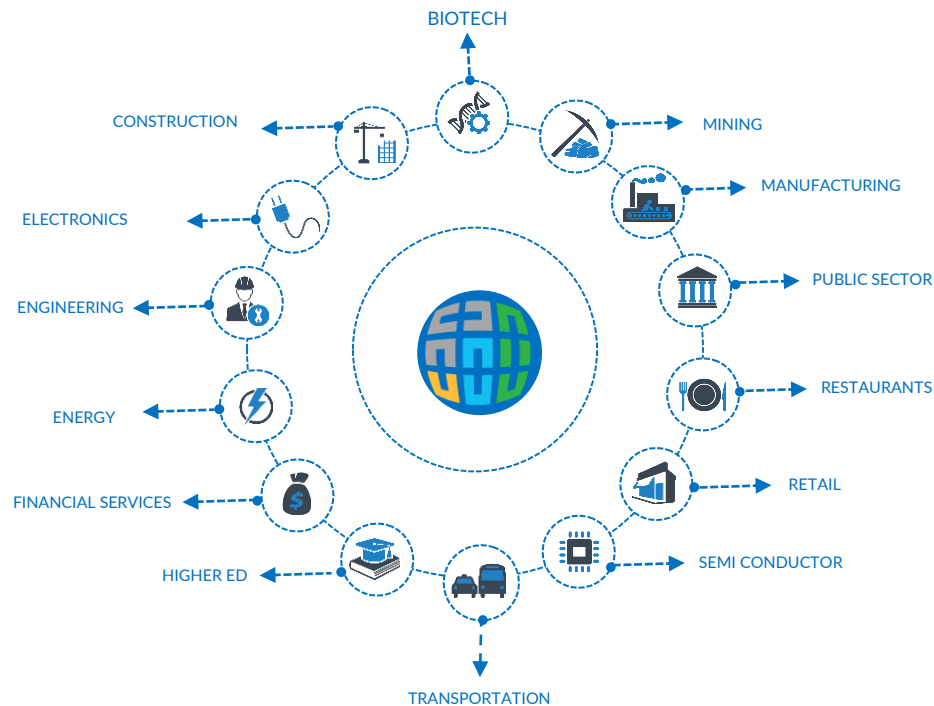 BIOTECH
CONSTRUCTION
MINING
MANUFACTURING
ELECTRONICS
PUBLIC SECTOR
ENGINEERING
RESTAURANTS
ENERGY
RETAIL
FINANCIAL SERVICES
SEMI CONDUCTOR
HIGHER ED
TRANSPORTATION
$